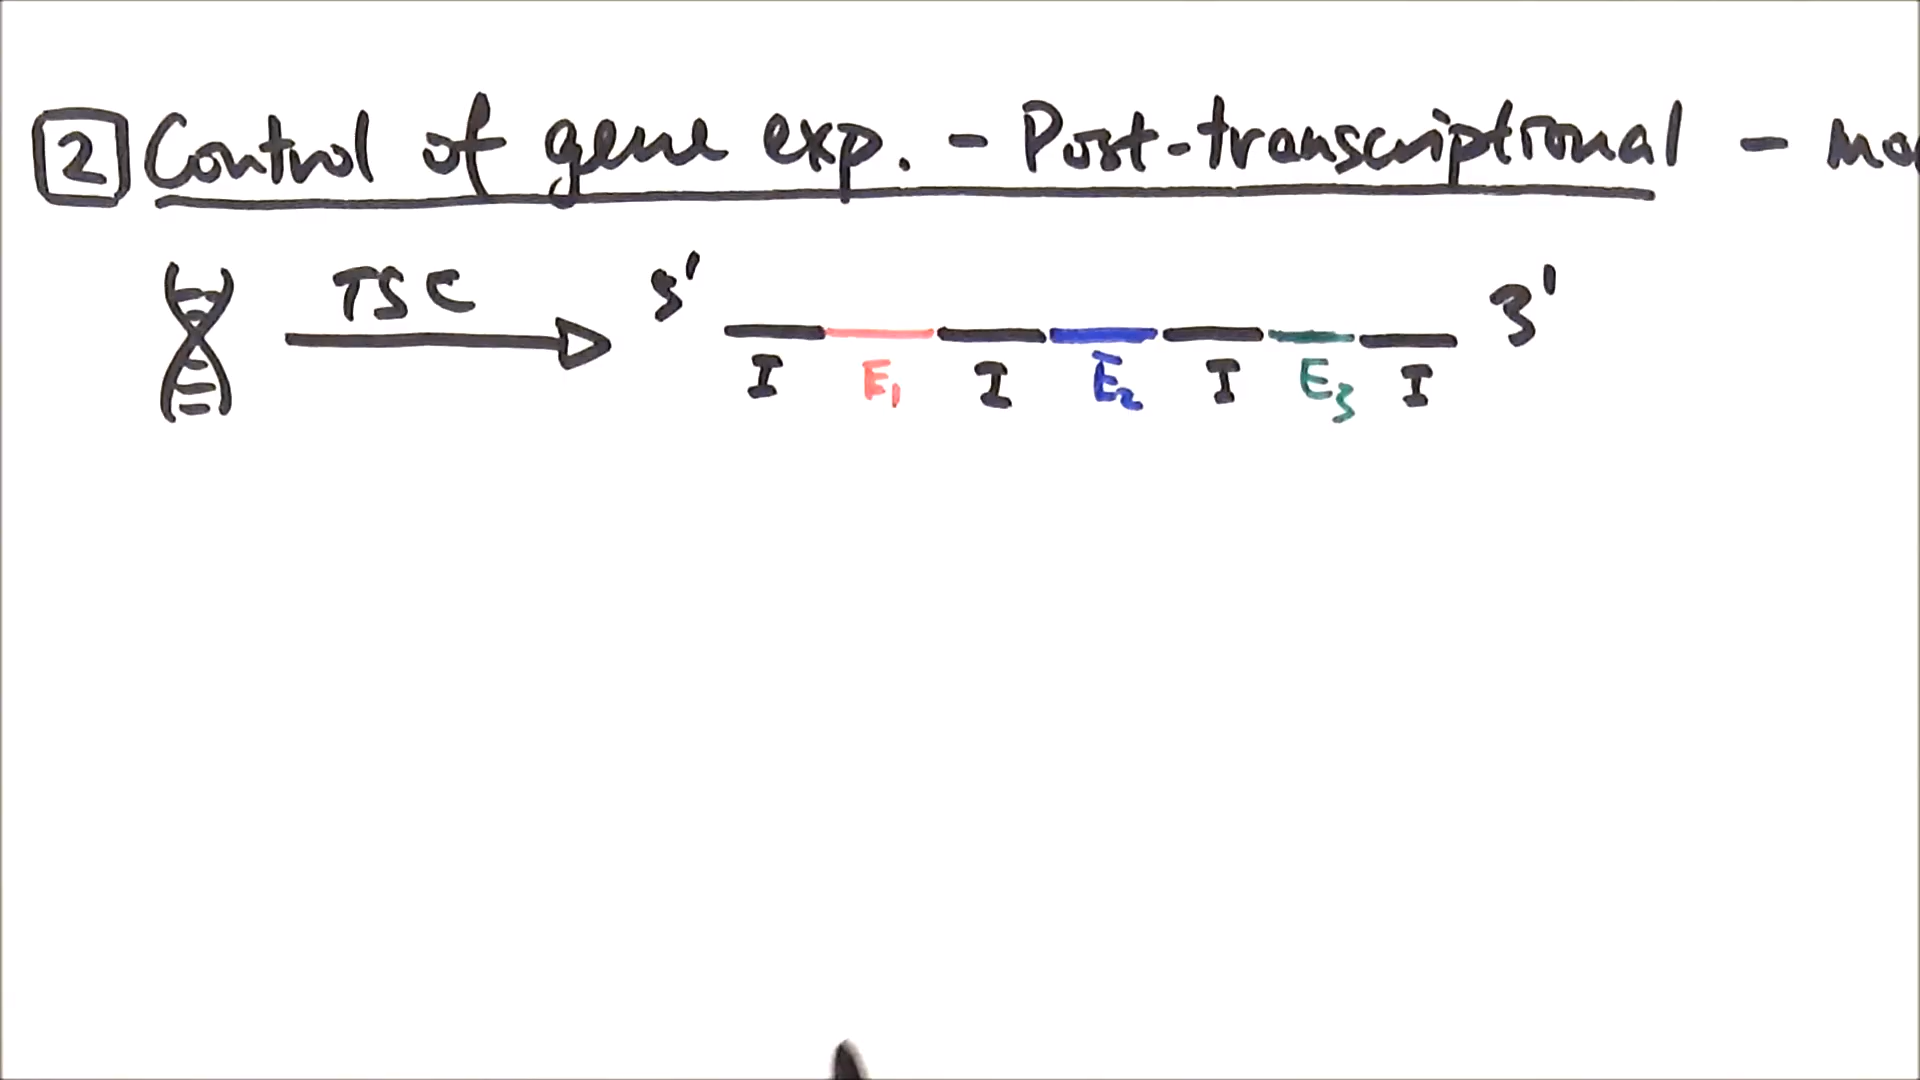 2 Control of gene exp. - Post-transcriptional -
TSC 5' 3'
I E1 I E2 I E3 I